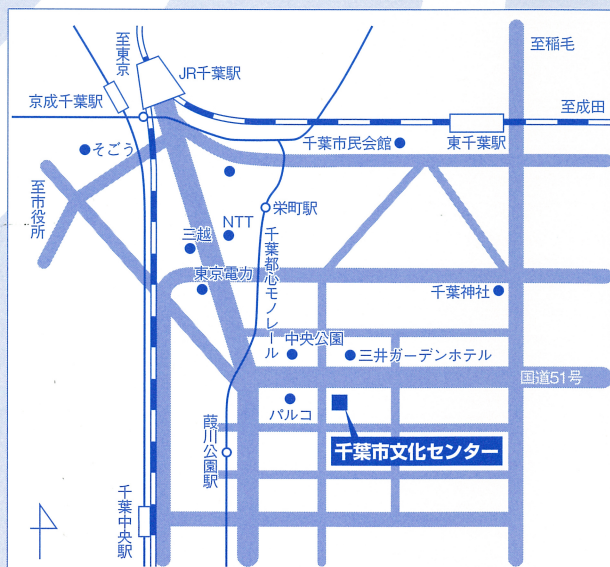 至東京
JR千葉駅
至稲毛
京成千葉駅
至成田
そごう
千葉市民会館
東千葉駅
至市役所
栄町駅
NTT
三越
千葉都心モノレール
東京電力
千葉神社
中央公園
三井ガーデンホテル
国道51号
パルコ
葭川公園駅
千葉市文化センター
千葉中央駅